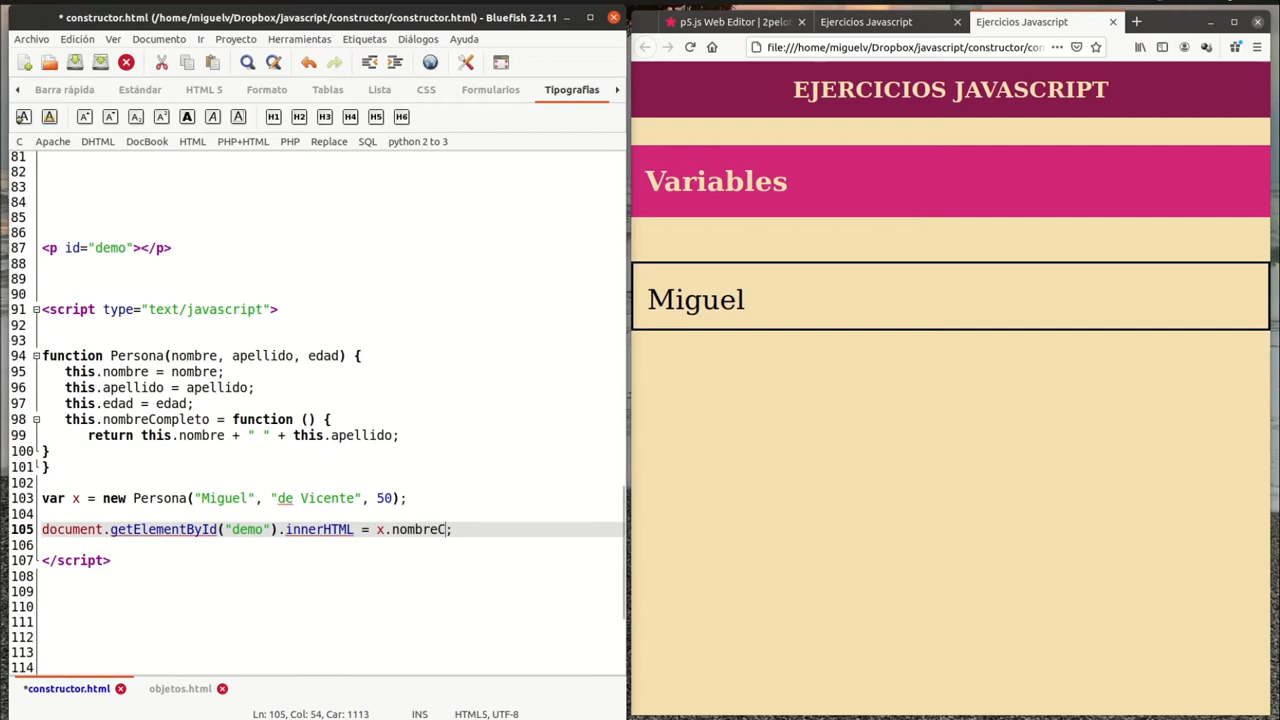 * constructor.html (/home/miguelv/Dropbox/javascript/constructor/constructor.html) - Bluefish 2.2.11
Archivo Edición Ver Documento Ir Proyecto Herramientas Etiquetas Diálogos Ayuda
Barra rápida Estándar HTML 5 Formato Tablas Lista CSS Formularios Tipografias
H1 H2 H3 H4 H5 H6
C Apache DHTML DocBook HTML PHP+HTML PHP Replace SQL python 2 to 3
81
82
83
84
85
86
87 <p id="demo"></p>
88
89
90
91 <script type="text/javascript">
92
93
94 function Persona(nombre, apellido, edad) {
95 this.nombre = nombre;
96 this.apellido = apellido;
97 this.edad = edad;
98 this.nombreCompleto = function () {
99 return this.nombre + " " + this.apellido;
100 }
101 }
102
103 var x = new Persona("Miguel", "de Vicente", 50);
104
105 document.getElementById("demo").innerHTML = x.nombreC;
106
107 </script>
108
109
110
111
112
113
114
*constructor.html objetos.html
Ln: 105, Col: 54, Car: 1113 INS HTML5, UTF-8
p5.js Web Editor | 2pelot Ejercicios Javascript Ejercicios Javascript
file:///home/miguelv/Dropbox/javascript/constructor/con
EJERCICIOS JAVASCRIPT
Variables
Miguel